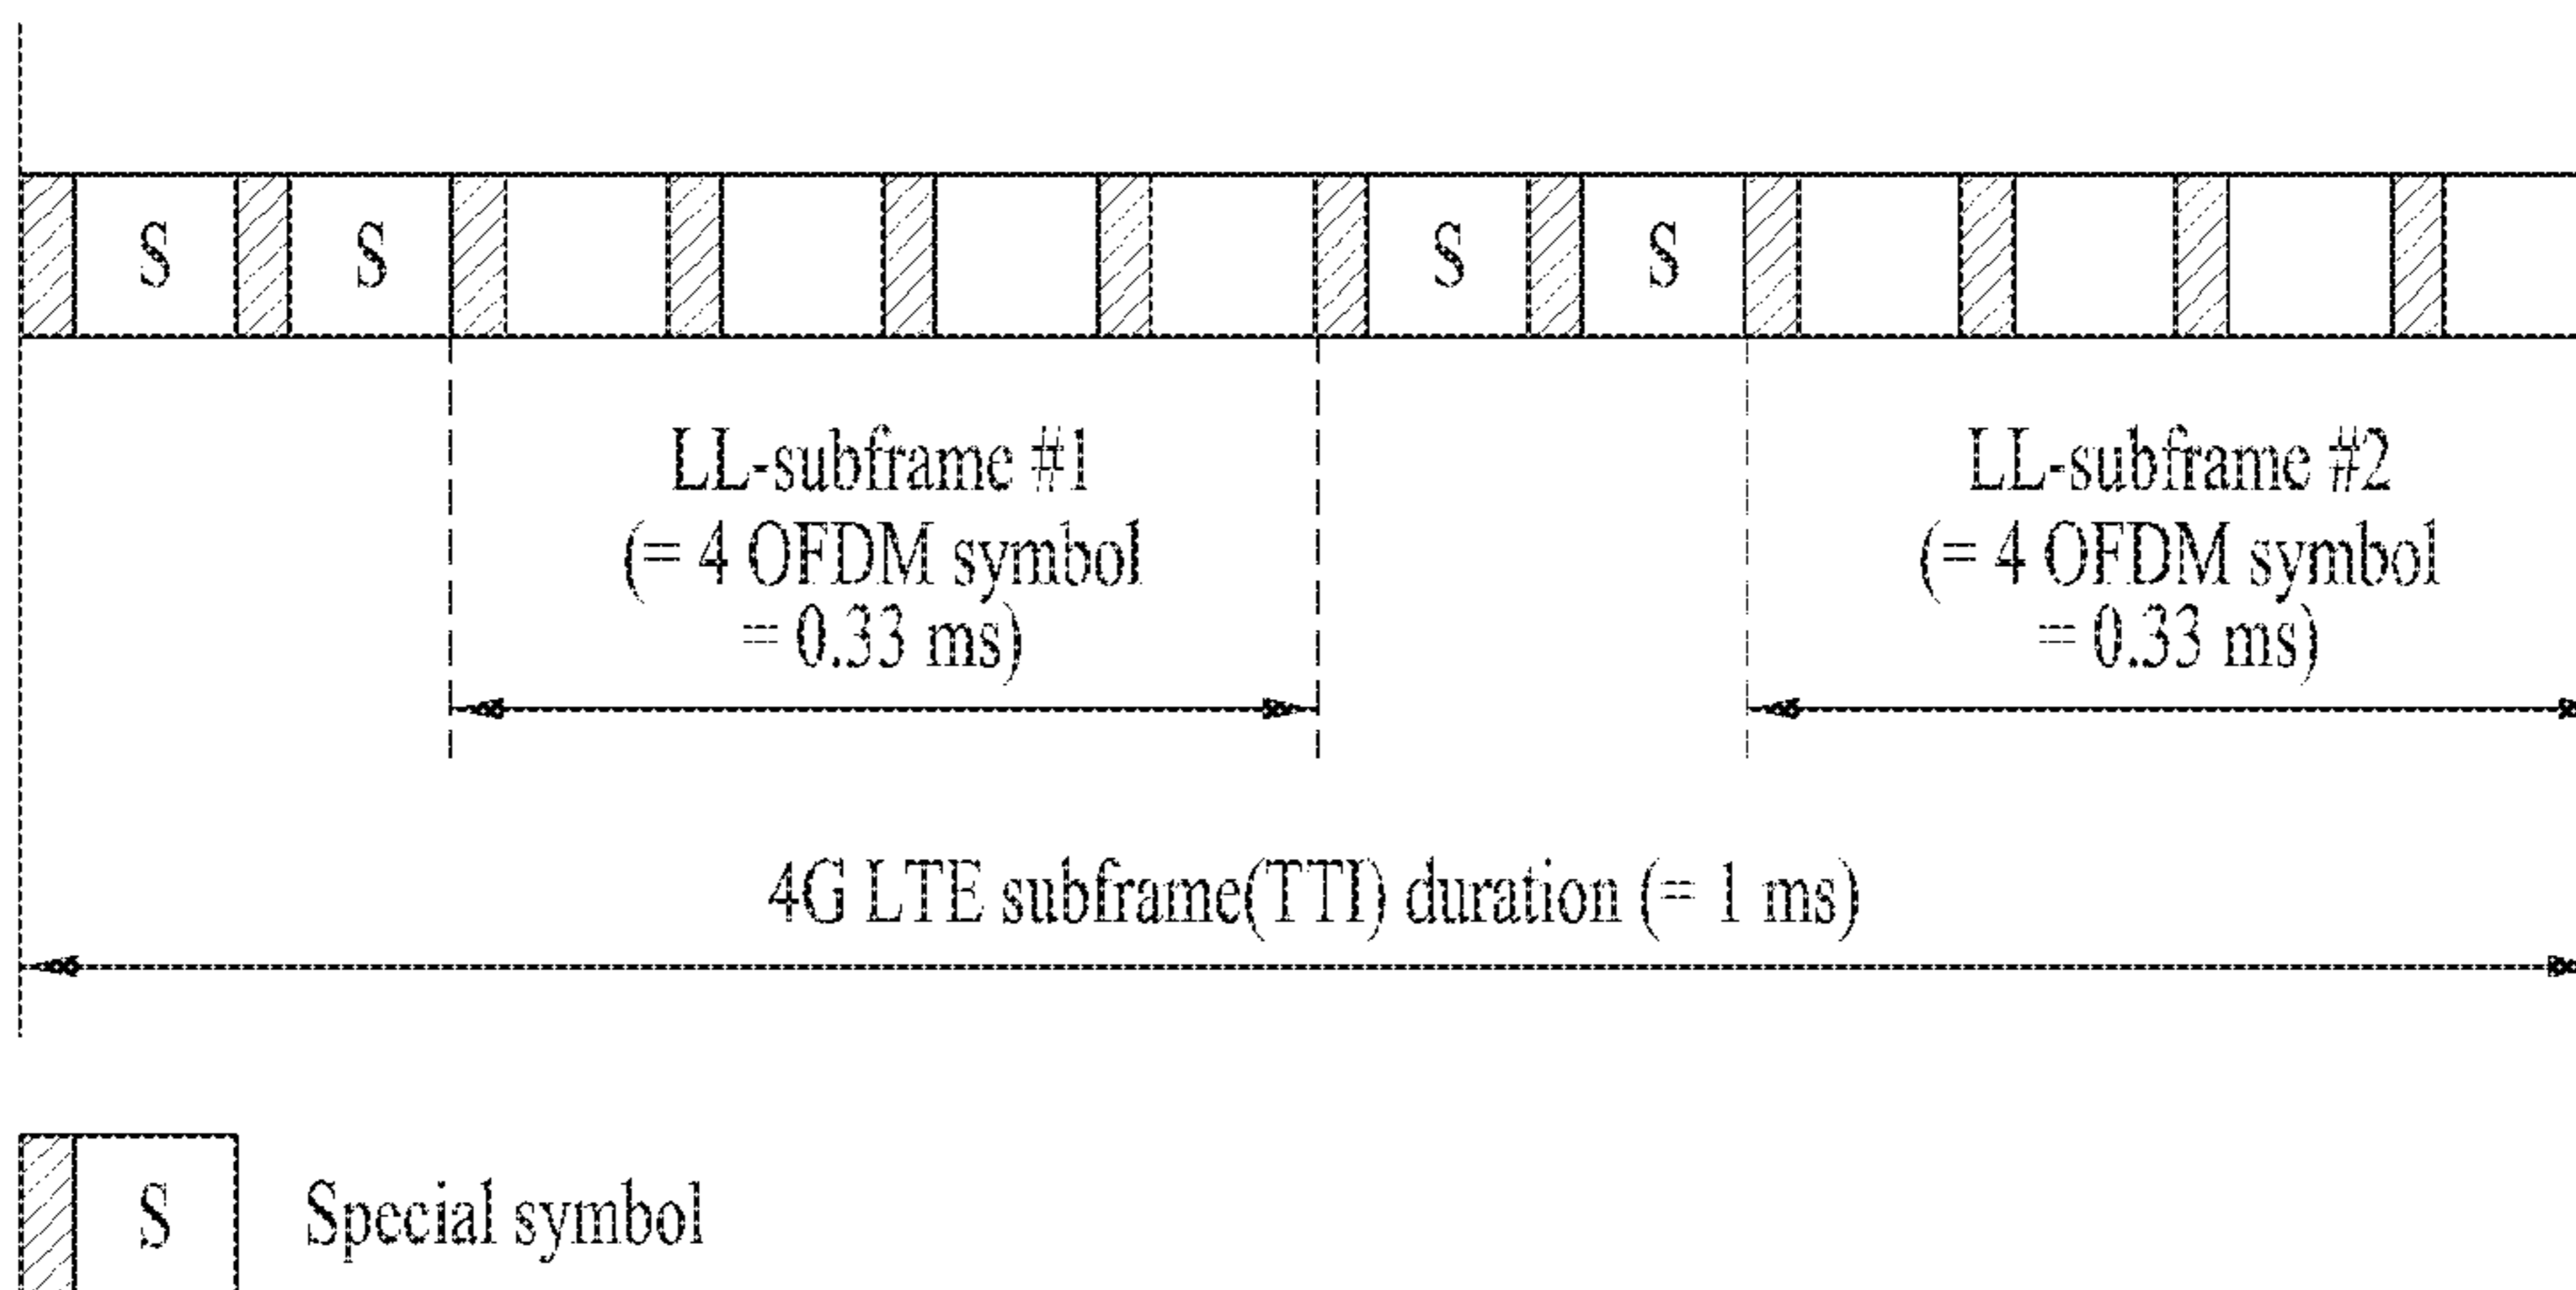 S S S S
LL-subframe #1
(= 4 OFDM symbol
= 0.33 ms)
LL-subframe #2
(= 4 OFDM symbol
= 0.33 ms)
4G LTE subframe(TTI) duration (= 1 ms)
S Special symbol